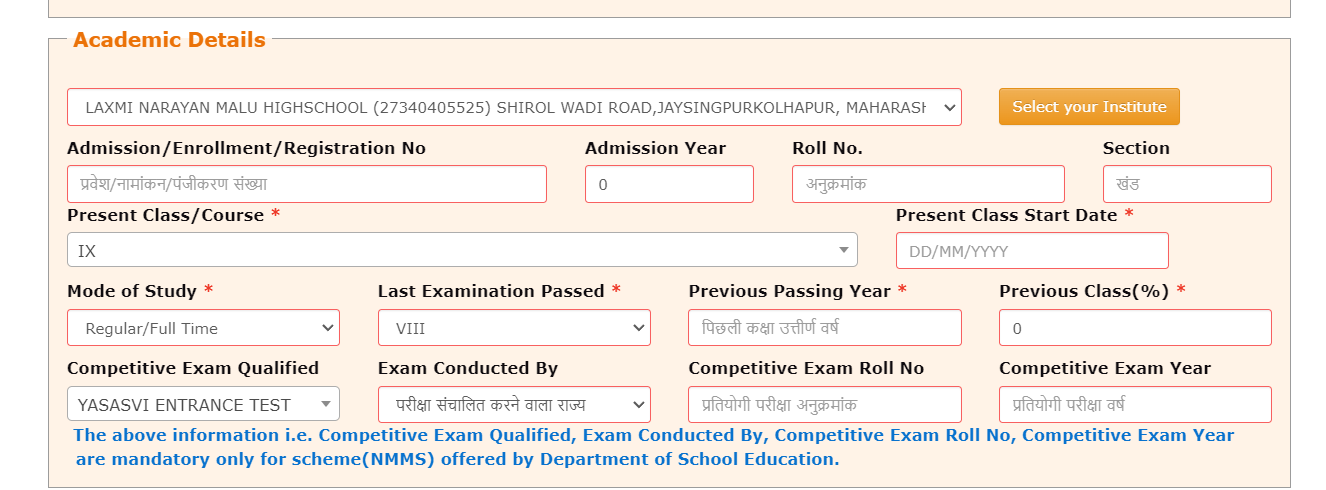 Academic Details
LAXMI NARAYAN MALU HIGHSCHOOL (27340405525) SHIROL WADI ROAD,JAYSINGPURKOLHAPUR, MAHARASH
Select your Institute
Admission/Enrollment/Registration No
Admission Year
Roll No.
Section
प्रवेश/नामांकन/पंजीकरण संख्या
0
अनुक्रमांक
खंड
Present Class/Course *
Present Class Start Date *
IX
DD/MM/YYYY
Mode of Study *
Last Examination Passed *
Previous Passing Year *
Previous Class(%) *
Regular/Full Time
VIII
पिछली कक्षा उत्तीर्ण वर्ष
0
Competitive Exam Qualified
Exam Conducted By
Competitive Exam Roll No
Competitive Exam Year
YASASVI ENTRANCE TEST
परीक्षा संचालित करने वाला राज्य
प्रतियोगी परीक्षा अनुक्रमांक
प्रतियोगी परीक्षा वर्ष
The above information i.e. Competitive Exam Qualified, Exam Conducted By, Competitive Exam Roll No, Competitive Exam Year
are mandatory only for scheme(NMMS) offered by Department of School Education.